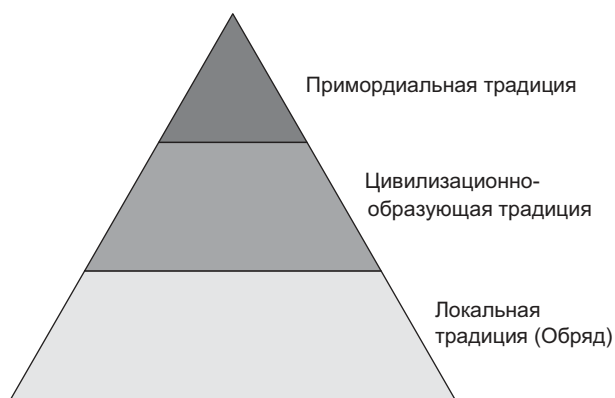 Примордиальная традиция
Цивилизационно-
образующая традиция
Локальная
традиция (Обряд)